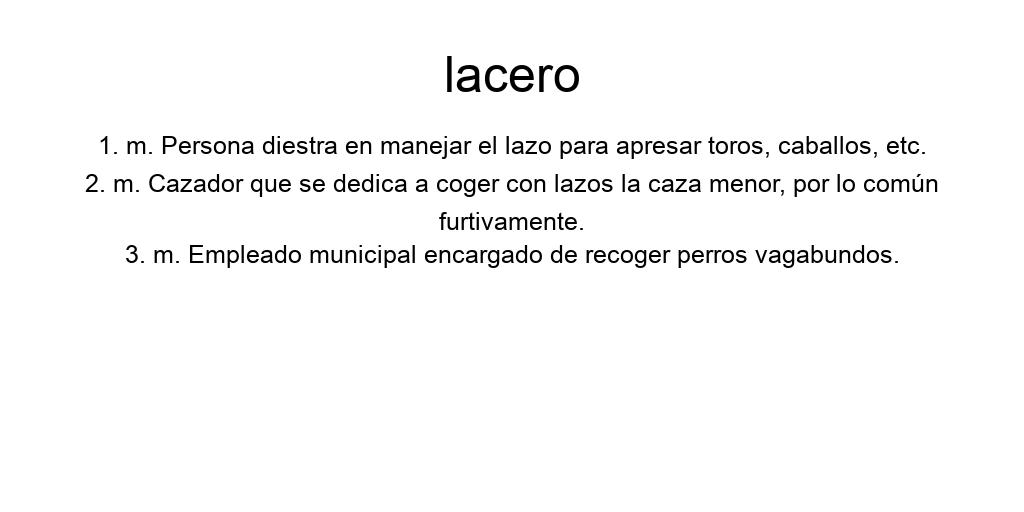 lacero
1. m. Persona diestra en manejar el lazo para apresar toros, caballos, etc.
2. m. Cazador que se dedica a coger con lazos la caza menor, por lo común
furtivamente.
3. m. Empleado municipal encargado de recoger perros vagabundos.